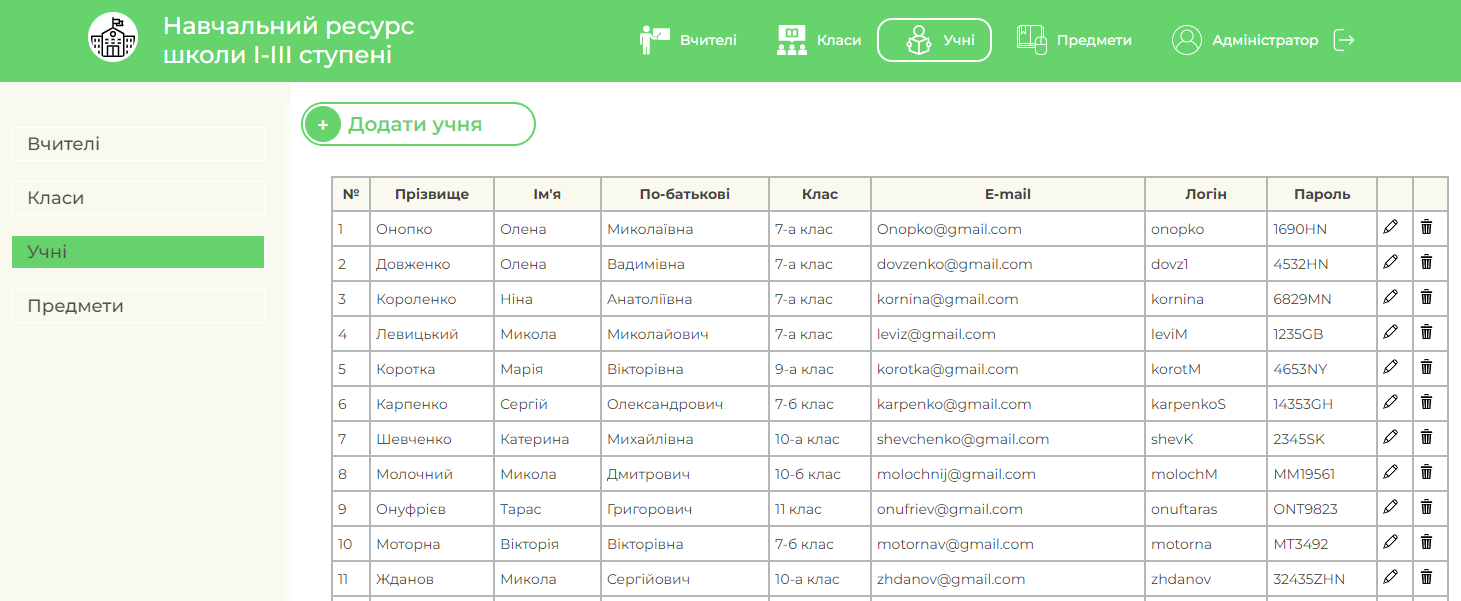 Навчальний ресурс
школи І-ІІІ ступені
Вчителі
Класи
Учні
Предмети
Адміністратор
Вчителі
Класи
Учні
Предмети
+ Додати учня
№ Прізвище Ім'я По-батькові Клас E-mail Логін Пароль
1 Онопко Олена Миколаївна 7-а клас Onopko@gmail.com onopko 1690HN
2 Довженко Олена Вадимівна 7-а клас dovzenko@gmail.com dovz1 4532HN
3 Короленко Ніна Анатоліївна 7-а клас kornina@gmail.com kornina 6829MN
4 Левицький Микола Миколайович 7-а клас leviz@gmail.com leviM 1235GB
5 Коротка Марія Вікторівна 9-а клас korotka@gmail.com korotM 4653NY
6 Карпенко Сергій Олександрович 7-б клас karpenko@gmail.com karpenkoS 14353GH
7 Шевченко Катерина Михайлівна 10-а клас shevchenko@gmail.com shevK 2345SK
8 Молочний Микола Дмитрович 10-б клас molochnij@gmail.com molochM MM19561
9 Онуфрієв Тарас Григорович 11 клас onufriev@gmail.com onuftaras ONT9823
10 Моторна Вікторія Вікторівна 7-б клас motornav@gmail.com motorna MT3492
11 Жданов Микола Сергійович 10-а клас zhdanov@gmail.com zhdanov 32435ZHN